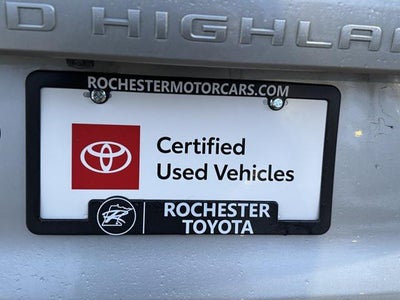 D HIGHLA
ROCHESTERMOTORCARS.COM
Certified
Used Vehicles
ROCHESTER
TOYOTA